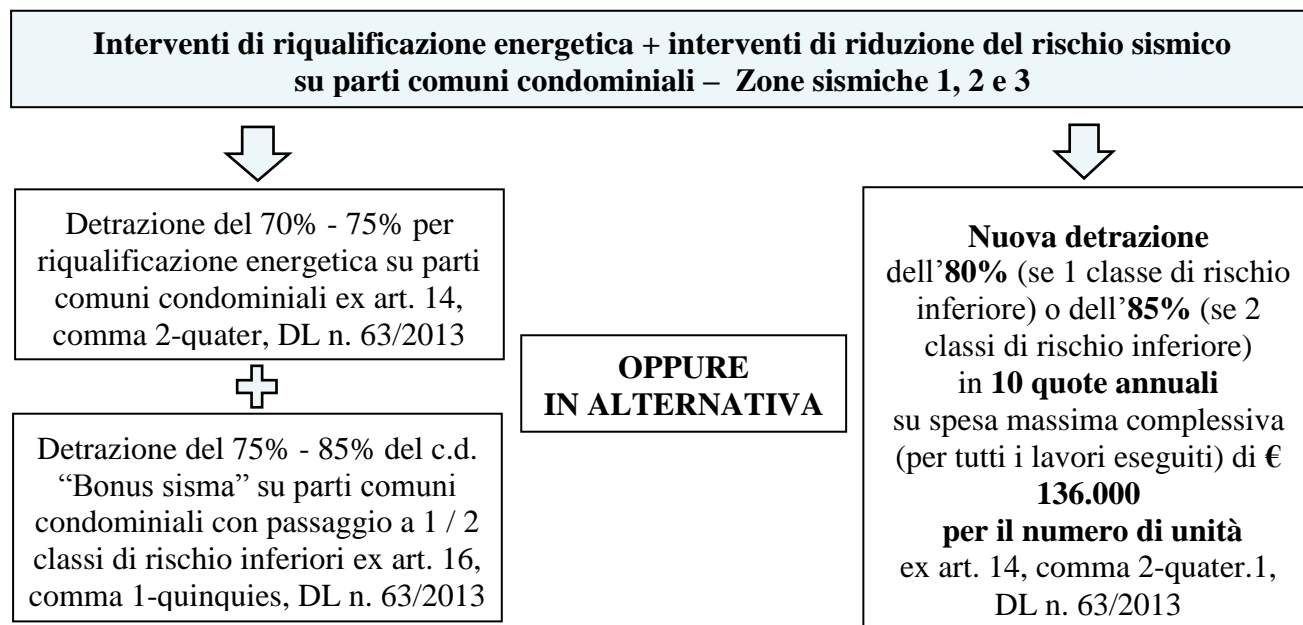 Interventi di riqualificazione energetica + interventi di riduzione del rischio sismico
su parti comuni condominiali – Zone sismiche 1, 2 e 3
Detrazione del 70% - 75% per
riqualificazione energetica su parti
comuni condominiali ex art. 14,
comma 2-quater, DL n. 63/2013
Detrazione del 75% - 85% del c.d.
“Bonus sisma” su parti comuni
condominiali con passaggio a 1 / 2
classi di rischio inferiori ex art. 16,
comma 1-quinquies, DL n. 63/2013
OPPURE
IN ALTERNATIVA
Nuova detrazione
dell’80% (se 1 classe di rischio
inferiore) o dell’85% (se 2
classi di rischio inferiore)
in 10 quote annuali
su spesa massima complessiva
(per tutti i lavori eseguiti) di €
136.000
per il numero di unità
ex art. 14, comma 2-quater.1,
DL n. 63/2013